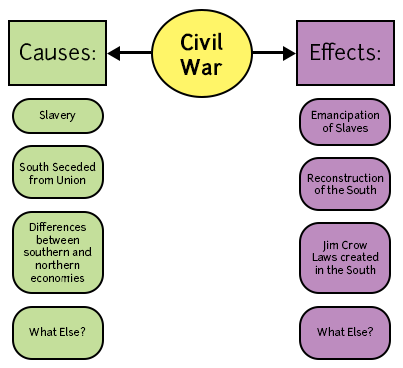 Causes:
Civil
War
Effects:
Slavery
South Seceded
from Union
Differences
between
southern and
northern
economies
What Else?
Emancipation
of Slaves
Reconstruction
of the South
Jim Crow
Laws created
in the South
What Else?